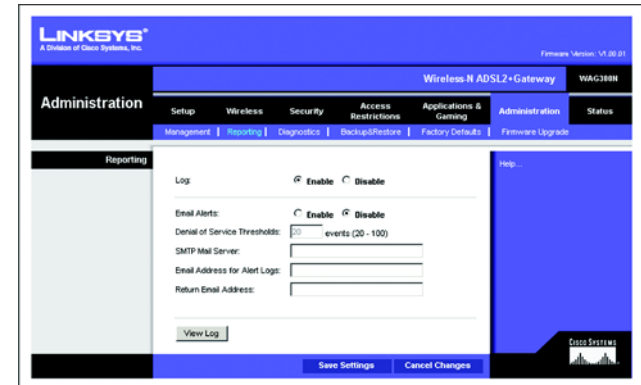 LINKSYS®
A Division of Cisco Systems, Inc.
Firmware Version: V1.00.01
Wireless-N ADSL2+Gateway WAG300N
Administration
Setup Wireless Security Access Restrictions Applications & Gaming Administration Status
Management | Reporting | Diagnostics | Backup&Restore | Factory Defaults | Firmware Upgrade
Reporting
Help...
Log: Enable Disable
Email Alerts: Enable Disable
Denial of Service Thresholds: 20 events (20 - 100)
SMTP Mail Server:
Email Address for Alert Logs:
Return Email Address:
View Log
CISCO SYSTEMS
Save Settings Cancel Changes